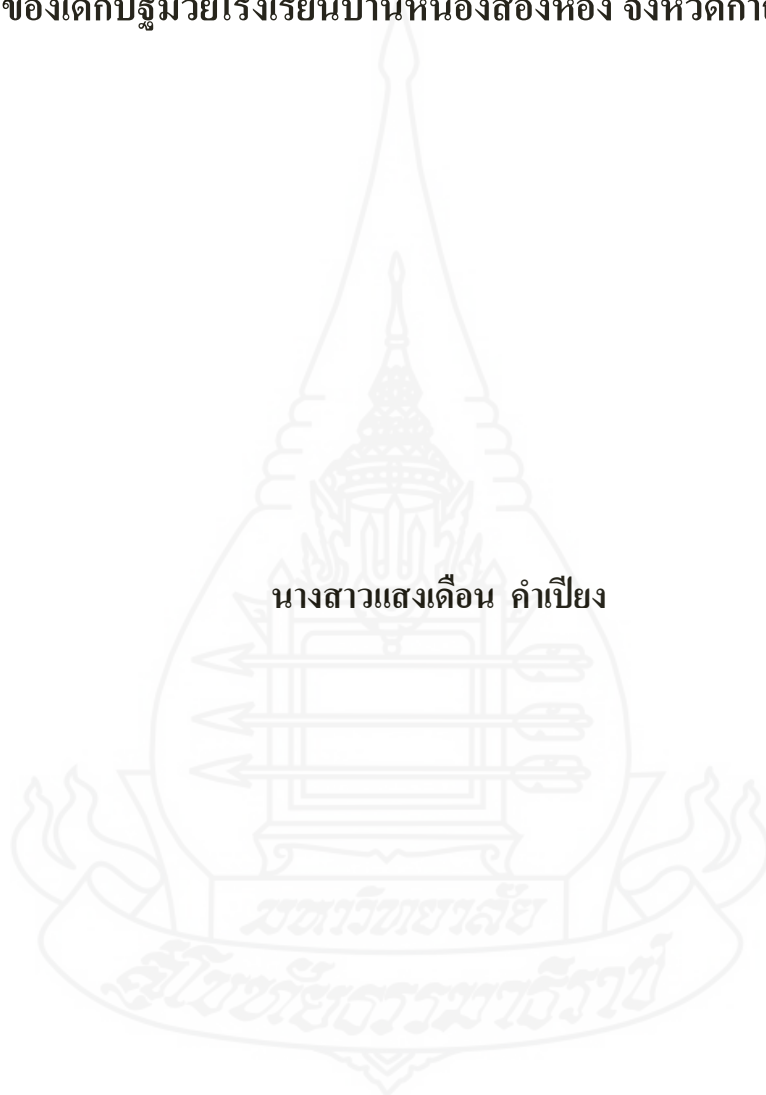 ของเด็กปฐมวัยโรงเรียนบ้านหนองสองห้อง จังหวัด
นางสาวแสงเดือน คำเปียง
มหาวิทยาลัย
สุโขทัยธรรมาธิราช